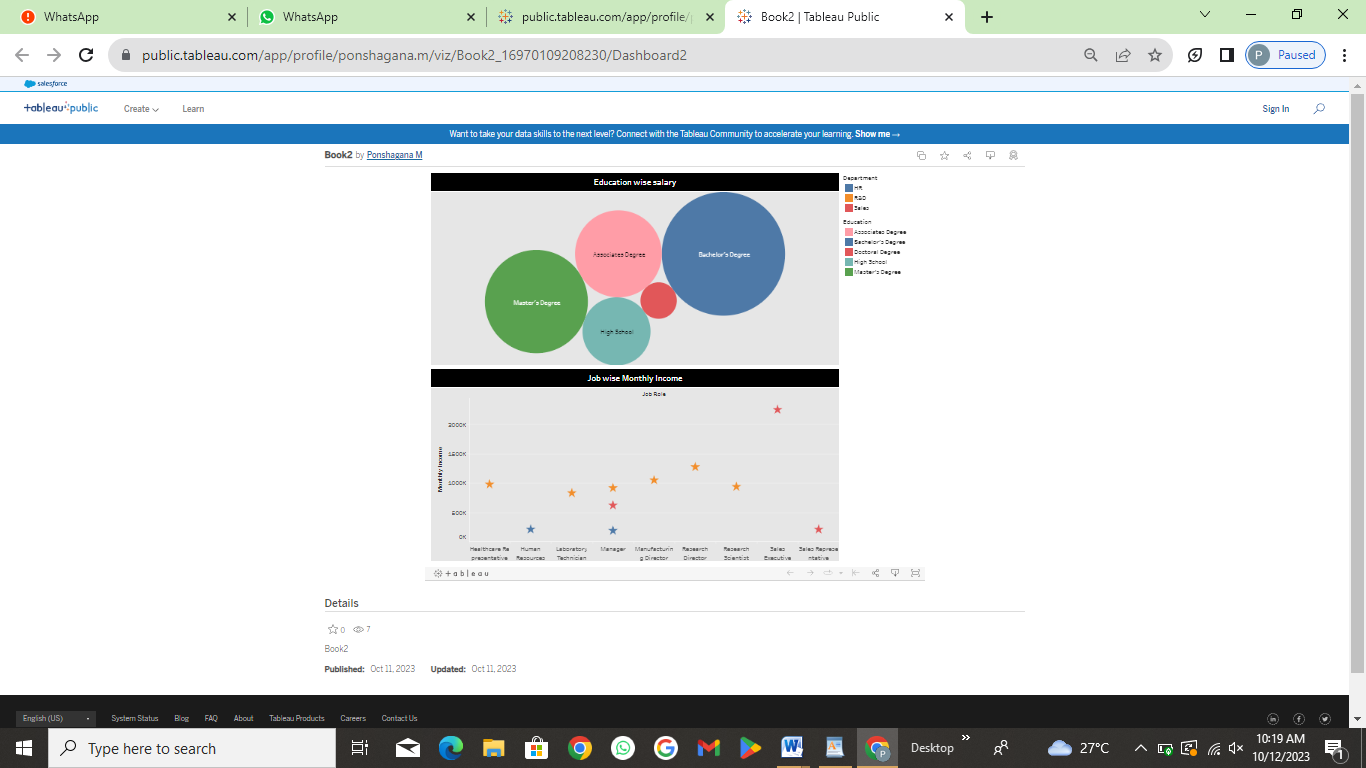 WhatsApp
WhatsApp
public.tableau.com/app/profile/
Book2 | Tableau Public
public.tableau.com/app/profile/ponshagana.m/viz/Book2_16970109208230/Dashboard2
P
Paused
salesforce
+ableau public
Create
Learn
Sign In
Want to take your data skills to the next level? Connect with the Tableau Community to accelerate your learning. Show me →
Book2 by Ponshagana M
Education wise salary
Associates Degree
Bachelor's Degree
Master's Degree
High School
Department
HR
R&D
Sales
Education
Associates Degree
Bachelor's Degree
Doctoral Degree
High School
Master's Degree
Job wise Monthly Income
Job Role
Monthly Income
2000K
1500K
1000K
500K
0K
Healthcare Re
presentative
Human
Resources
Laboratory
Technician
Manager
Manufacturin
g Director
Research
Director
Research
Scientist
Sales
Executive
Sales Represe
ntative
+ a b l e a u
Details
0
7
Book2
Published: Oct 11, 2023 Updated: Oct 11, 2023
English (US)
System Status
Blog
FAQ
About
Tableau Products
Careers
Contact Us
Type here to search
Desktop
27°C
10:19 AM
10/12/2023
1